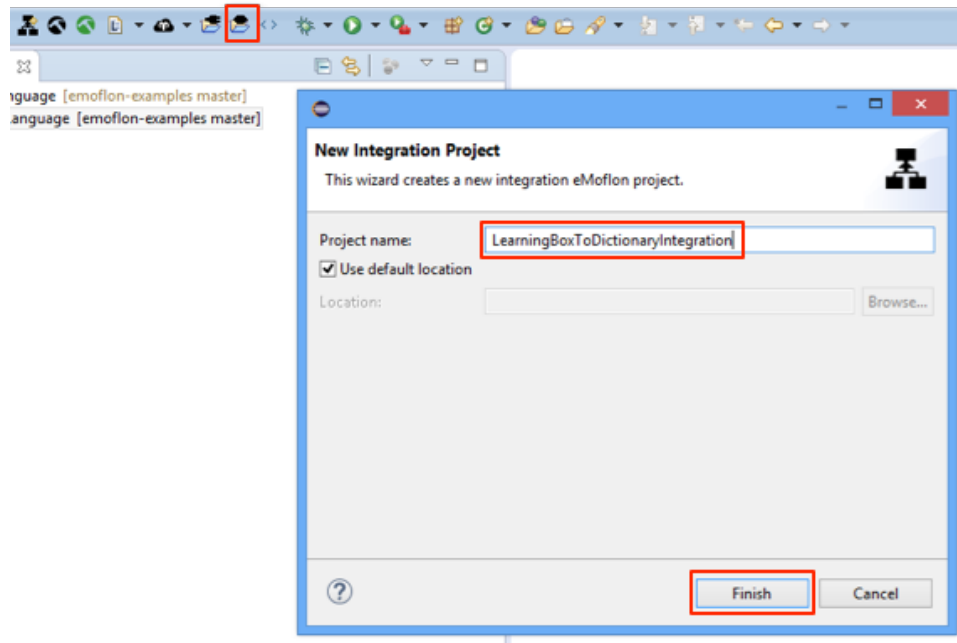 nguage [emoflon-examples master]
anguage [emoflon-examples master]
New Integration Project
This wizard creates a new integration eMoflon project.
Project name:
LearningBoxToDictionaryIntegration
Use default location
Location:
Browse...
Finish
Cancel